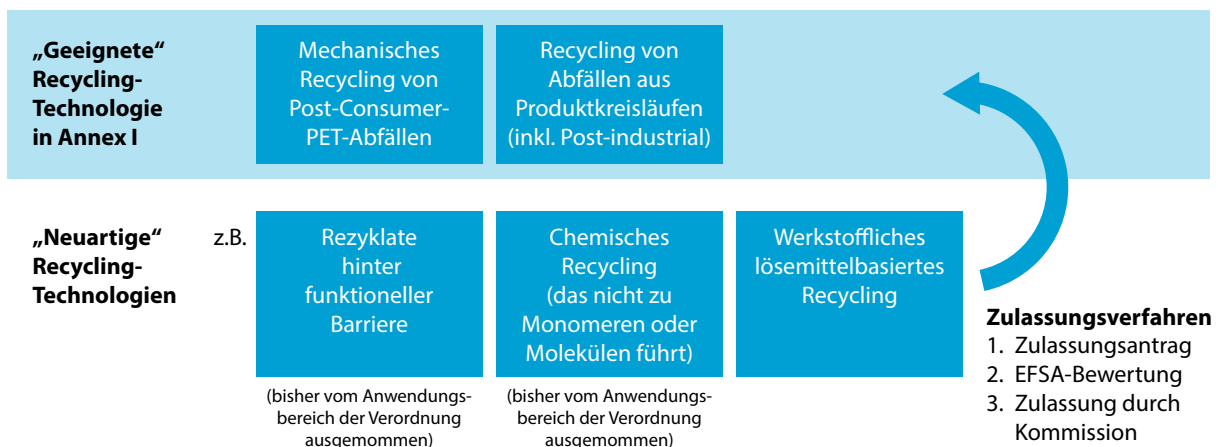 „Geeignete“
Recycling-
Technologie
in Annex I
Mechanisches
Recycling von
Post-Consumer-
PET-Abfällen
Recycling von
Abfällen aus
Produktkreisläufen
(inkl. Post-industrial)
„Neuartige“
Recycling-
Technologien
z.B.
Rezyklate
hinter
funktioneller
Barriere
(bisher vom Anwendungs-
bereich der Verordnung
ausgemommen)
Chemisches
Recycling
(das nicht zu
Monomeren oder
Molekülen führt)
(bisher vom Anwendungs-
bereich der Verordnung
ausgemommen)
Werkstoffliches
lösemittelbasiertes
Recycling
Zulassungsverfahren
1. Zulassungsantrag
2. EFSA-Bewertung
3. Zulassung durch
Kommission